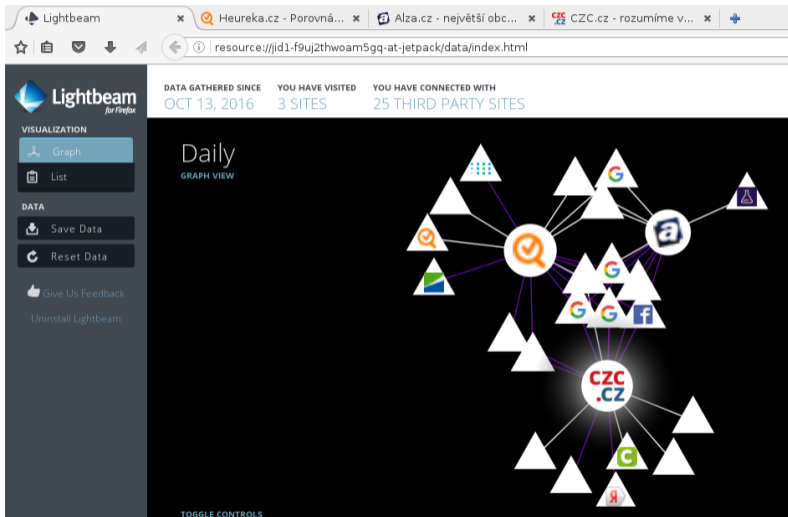 Lightbeam
Heureka.cz - Porovná...
Alza.cz - největší obc...
CZC.cz - rozumíme v...
resource://jid1-f9uj2thwoam5gq-at-jetpack/data/index.html
Lightbeam
for Firefox
DATA GATHERED SINCE
OCT 13, 2016
YOU HAVE VISITED
3 SITES
YOU HAVE CONNECTED WITH
25 THIRD PARTY SITES
VISUALIZATION
Graph
List
DATA
Save Data
Reset Data
Give Us Feedback
Uninstall Lightbeam
Daily
GRAPH VIEW
G
a
G
G
G
f
CZC
.CZ
C
Я
TOGGLE CONTROLS